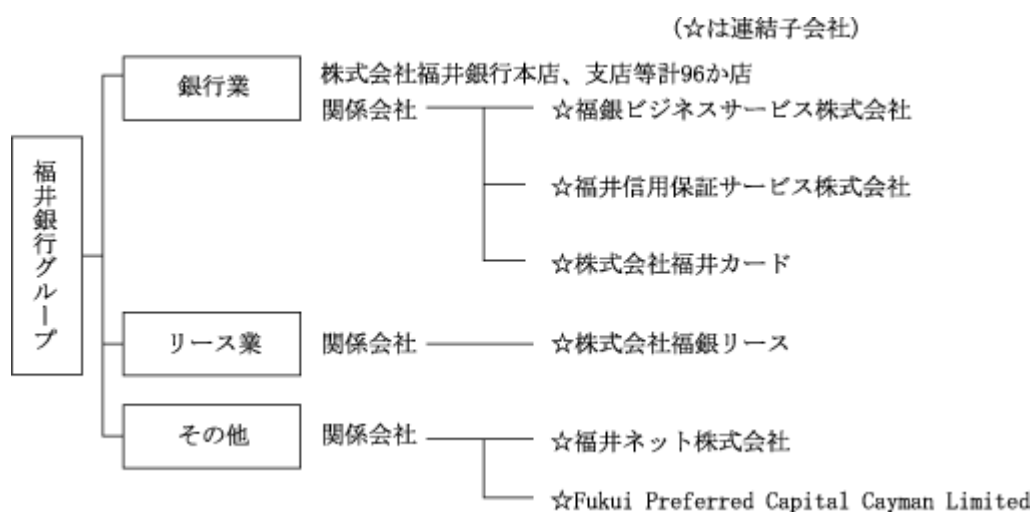 (☆は連結子会社)
福井銀行グループ
銀行業
株式会社福井銀行本店、支店等計96か店
関係会社
☆福銀ビジネスサービス株式会社
☆福井信用保証サービス株式会社
☆株式会社福井カード
リース業
関係会社
☆株式会社福銀リース
その他
関係会社
☆福井ネット株式会社
☆Fukui Preferred Capital Cayman Limited